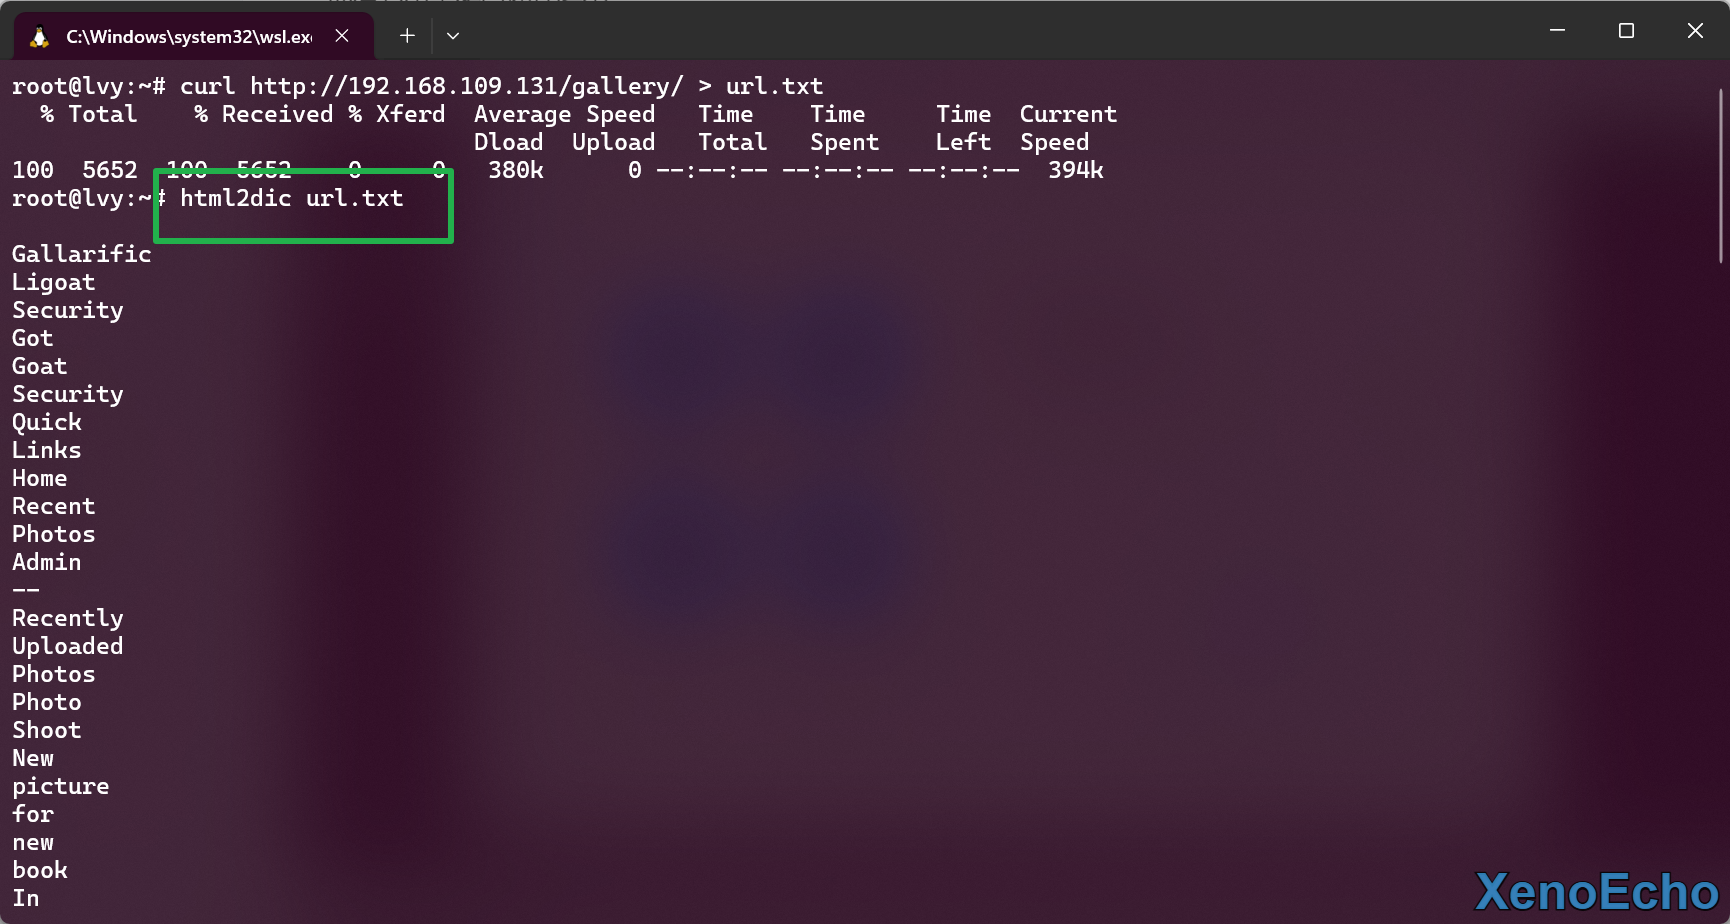 C:\Windows\system32\wsl.exe
root@lvy:~# curl http://192.168.109.131/gallery/ > url.txt
  % Total    % Received % Xferd  Average Speed   Time    Time     Time  Current
                                 Dload  Upload   Total   Spent    Left  Speed
100  5652  100  5652    0     0   380k      0 --:--:-- --:--:-- --:--:--  394k
root@lvy:~# html2dic url.txt
Gallarific
Ligoat
Security
Got
Goat
Security
Quick
Links
Home
Recent
Photos
Admin
--
Recently
Uploaded
Photos
Photo
Shoot
New
picture
for
new
book
In
XenoEcho